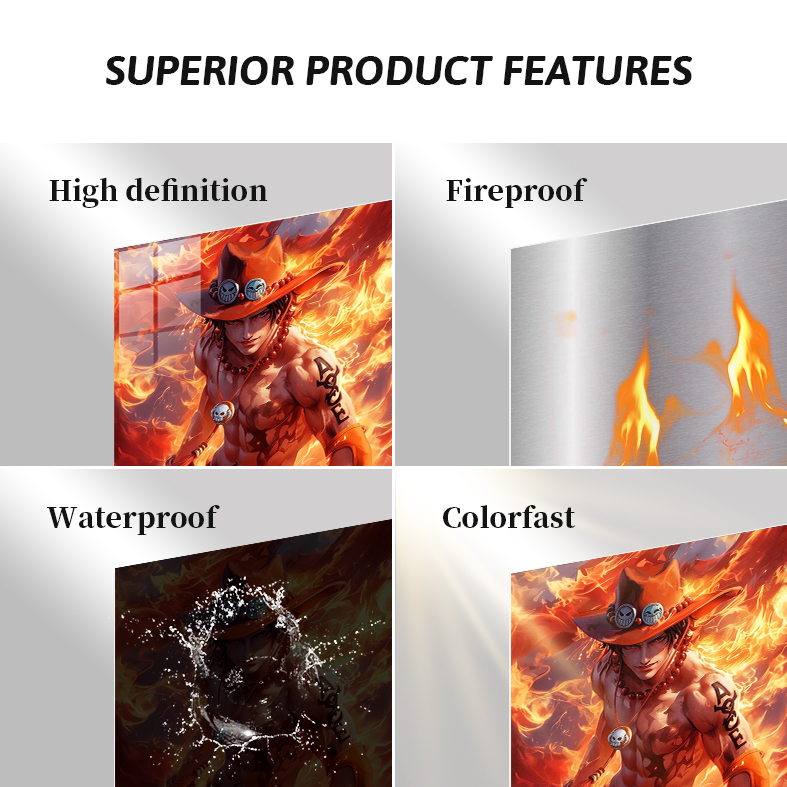 SUPERIOR PRODUCT FEATURES
High definition
Fireproof
Waterproof
Colorfast